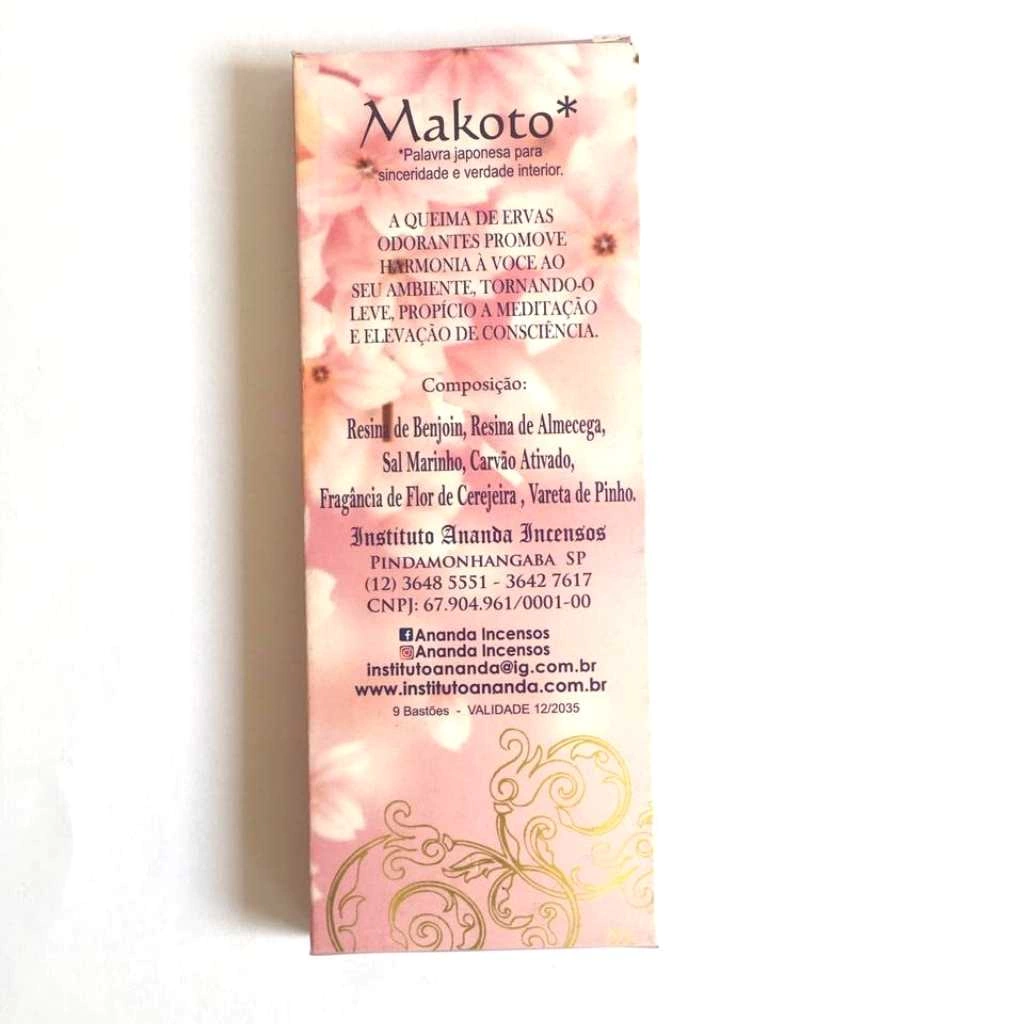 Makoto*
*Palavra japonesa para
sinceridade e verdade interior.
A QUEIMA DE ERVAS
ODORANTES PROMOVE
HARMONIA À VOCE AO
SEU AMBIENTE, TORNANDO-O
LEVE, PROPÍCIO A MEDITAÇÃO
E ELEVAÇÃO DE CONSCIÊNCIA.
Composição:
Resina de Benjoin, Resina de Almecega,
Sal Marinho, Carvão Ativado,
Fragância de Flor de Cerejeira , Vareta de Pinho.
Instituto Ananda Incensos
PINDAMONHANGABA SP
(12) 3648 5551 - 3642 7617
CNPJ: 67.904.961/0001-00
Ananda Incensos
Ananda Incensos
institutoananda@ig.com.br
www.institutoananda.com.br
9 Bastões - VALIDADE 12/2035